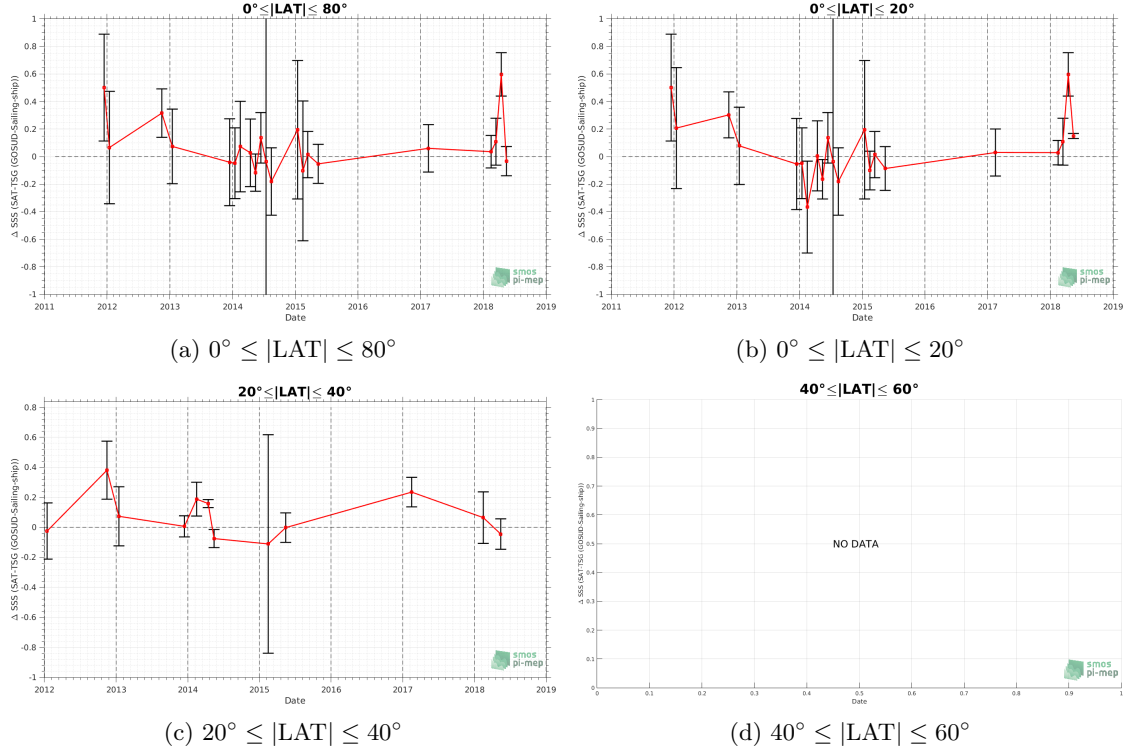 0°≤|LAT|≤ 80°
1
0.8
0.6
0.4
0.2
0
-0.2
-0.4
-0.6
-0.8
-1
Δ SSS (SAT-TSG (GOSUD-Sailing-ship))
2011 2012 2013 2014 2015 2016 2017 2018 2019
Date
smos
pi-mep
(a) 0° ≤ |LAT| ≤ 80°
0°≤|LAT|≤ 20°
1
0.8
0.6
0.4
0.2
0
-0.2
-0.4
-0.6
-0.8
-1
Δ SSS (SAT-TSG (GOSUD-Sailing-ship))
2011 2012 2013 2014 2015 2016 2017 2018 2019
Date
smos
pi-mep
(b) 0° ≤ |LAT| ≤ 20°
20°≤|LAT|≤ 40°
0.8
0.6
0.4
0.2
0
-0.2
-0.4
-0.6
-0.8
-1
Δ SSS (SAT-TSG (GOSUD-Sailing-ship))
2012 2013 2014 2015 2016 2017 2018 2019
Date
smos
pi-mep
(c) 20° ≤ |LAT| ≤ 40°
40°≤|LAT|≤ 60°
1
0.9
0.8
0.7
0.6
0.5
0.4
0.3
0.2
0.1
0
Δ SSS (SAT-TSG (GOSUD-Sailing-ship))
NO DATA
0 0.1 0.2 0.3 0.4 0.5 0.6 0.7 0.8 0.9 1
Date
smos
pi-mep
(d) 40° ≤ |LAT| ≤ 60°